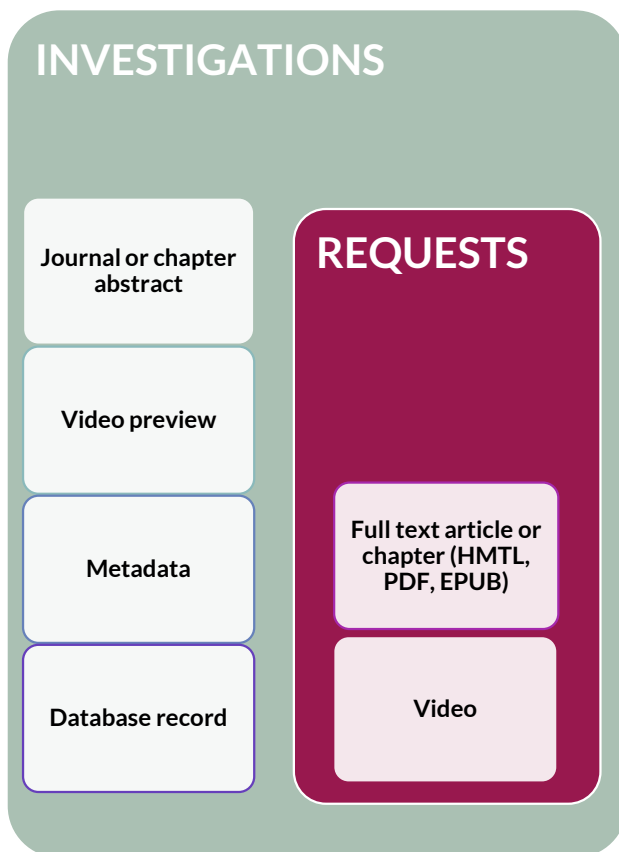 INVESTIGATIONS
Journal or chapter
abstract
Video preview
Metadata
Database record
REQUESTS
Full text article or
chapter (HMTL,
PDF, EPUB)
Video